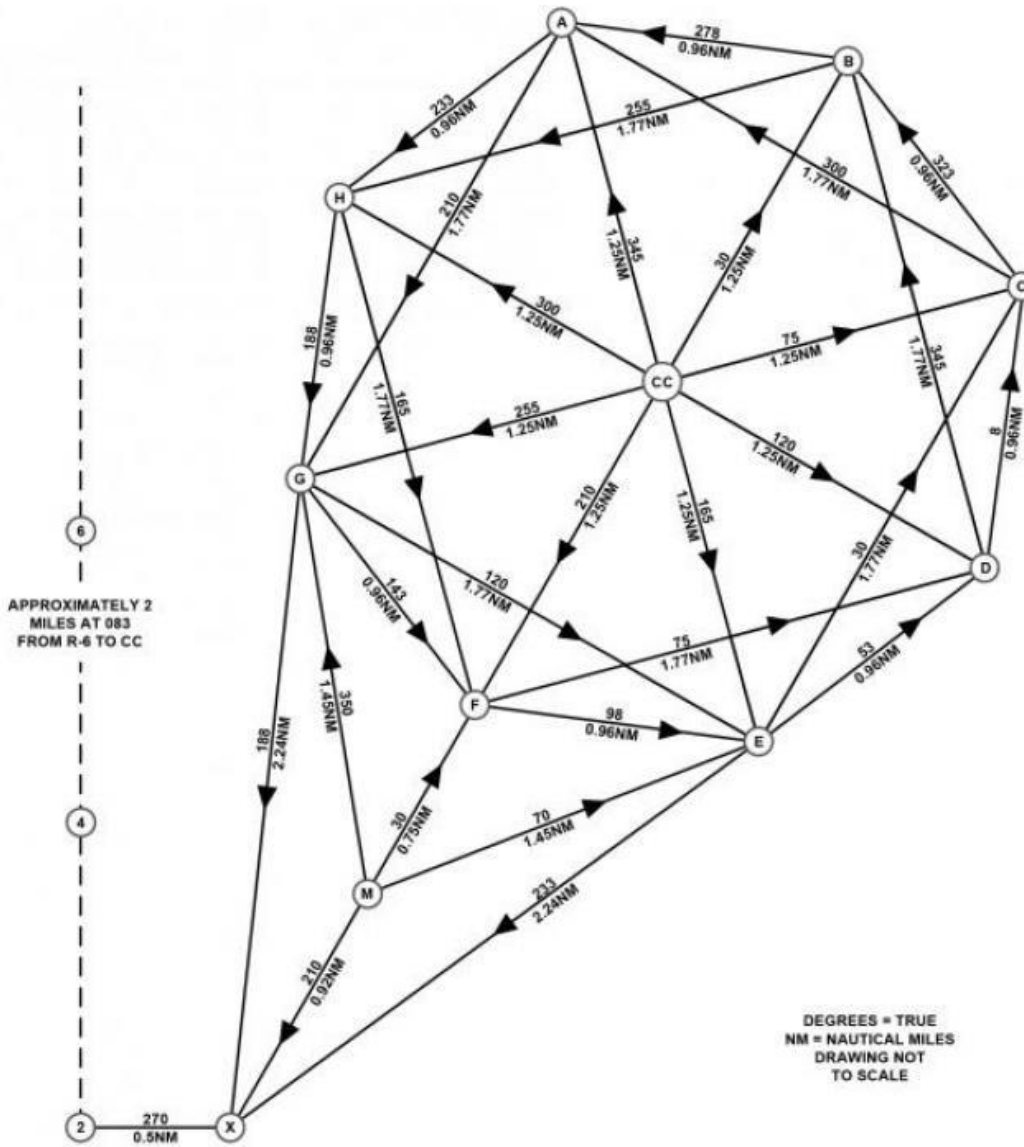 A
278
0.96NM
B
233
0.96NM
255
1.77NM
323
0.96NM
300
1.77NM
H
210
1.77NM
345
1.25NM
30
1.25NM
300
1.25NM
75
1.25NM
C
188
0.96NM
165
1.77NM
CC
345
1.77NM
255
1.25NM
120
1.25NM
8
0.96NM
G
210
1.25NM
165
1.25NM
6
30
1.77NM
D
120
1.77NM
143
0.96NM
APPROXIMATELY 2
MILES AT 083
FROM R-6 TO CC
75
1.77NM
53
0.96NM
350
1.45NM
F
98
0.96NM
E
188
2.24NM
4
30
0.75NM
70
1.45NM
M
233
2.24NM
210
0.92NM
DEGREES = TRUE
NM = NAUTICAL MILES
DRAWING NOT
TO SCALE
2
270
0.5NM
X